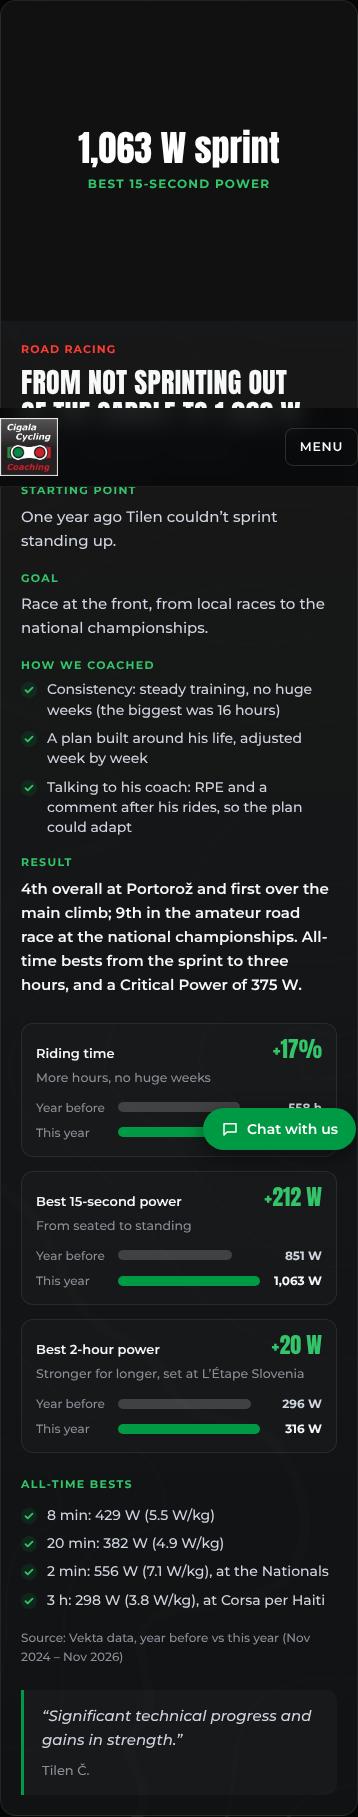 1,063 W sprint
BEST 15-SECOND POWER
ROAD RACING
FROM NOT SPRINTING OUT
Cigala
Cycling
Coaching
MENU
STARTING POINT
One year ago Tilen couldn’t sprint
standing up.
GOAL
Race at the front, from local races to the
national championships.
HOW WE COACHED
Consistency: steady training, no huge
weeks (the biggest was 16 hours)
A plan built around his life, adjusted
week by week
Talking to his coach: RPE and a
comment after his rides, so the plan
could adapt
RESULT
4th overall at Portorož and first over the
main climb; 9th in the amateur road
race at the national championships. All-
time bests from the sprint to three
hours, and a Critical Power of 375 W.
Riding time +17%
More hours, no huge weeks
Year before 558 h
This year
Chat with us
Best 15-second power +212 W
From seated to standing
Year before 851 W
This year 1,063 W
Best 2-hour power +20 W
Stronger for longer, set at L’Étape Slovenia
Year before 296 W
This year 316 W
ALL-TIME BESTS
8 min: 429 W (5.5 W/kg)
20 min: 382 W (4.9 W/kg)
2 min: 556 W (7.1 W/kg), at the Nationals
3 h: 298 W (3.8 W/kg), at Corsa per Haiti
Source: Vekta data, year before vs this year (Nov
2024 – Nov 2026)
“Significant technical progress and
gains in strength.”
Tilen Č.